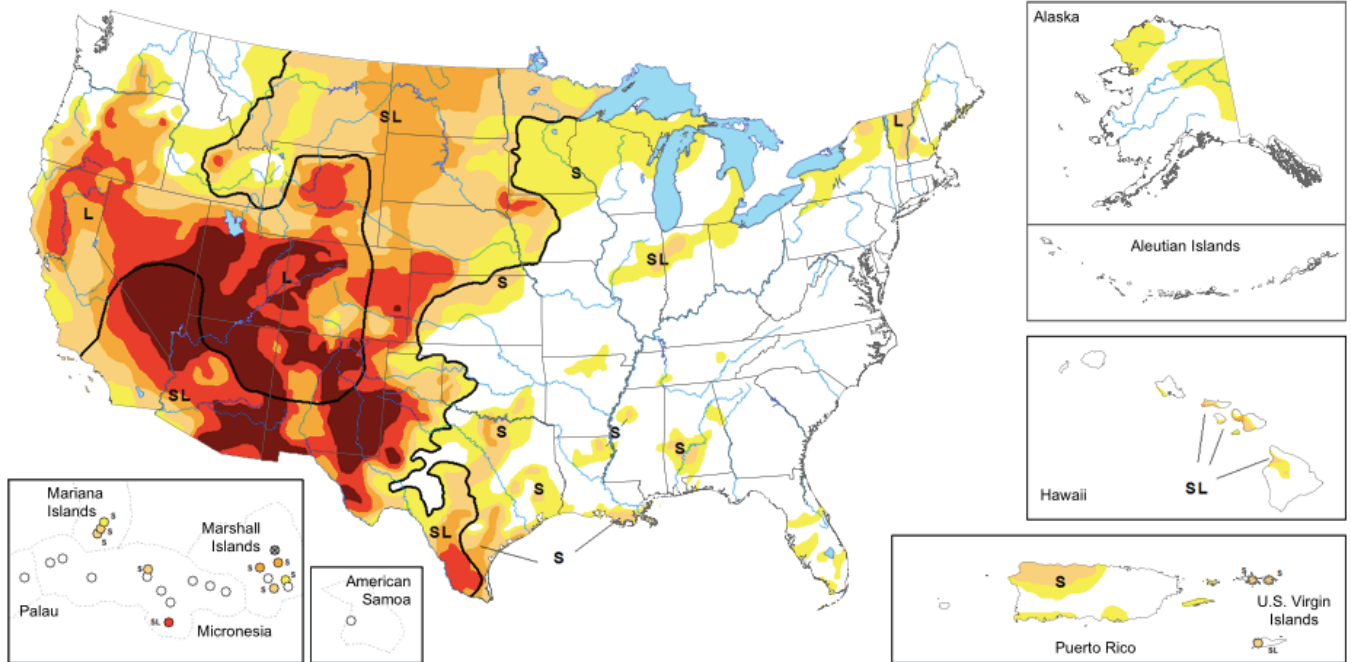 Alaska
Aleutian Islands
Hawaii
SL
Puerto Rico
S
S
S
U.S. Virgin
Islands
SL
SL
L
S
L
SL
L
S
SL
S
S
S
S
SL
S
Mariana
Islands
S
S
Marshall
Islands
S
S
S
S
S
SL
Palau
Micronesia
American
Samoa